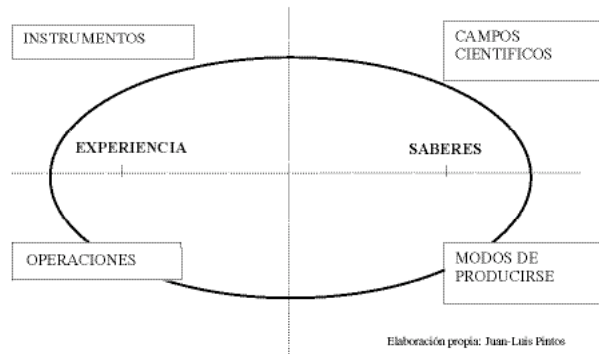 INSTRUMENTOS
CAMPOS
CIENTIFICOS
EXPERIENCIA
SABERES
OPERACIONES
MODOS DE
PRODUCIRSE
Elaboración propia: Juan-Luis Pintos